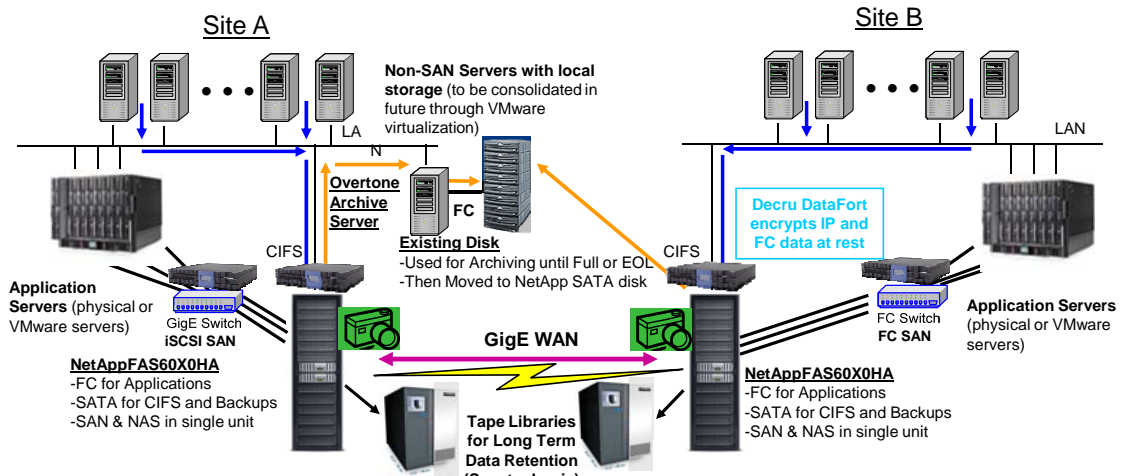 Site A
Site B
Non-SAN Servers with local
storage (to be consolidated in
future through VMware
virtualization)
LA
N
LAN
Overtone
Archive
Server
FC
Decru DataFort
encrypts IP and
FC data at rest
CIFS
Existing Disk
-Used for Archiving until Full or EOL
-Then Moved to NetApp SATA disk
CIFS
Application
Servers (physical or
VMware servers)
GigE Switch
iSCSI SAN
FC Switch
FC SAN
Application Servers
(physical or VMware
servers)
GigE WAN
NetAppFAS60X0HA
-FC for Applications
-SATA for CIFS and Backups
-SAN & NAS in single unit
NetAppFAS60X0HA
-FC for Applications
-SATA for CIFS and Backups
-SAN & NAS in single unit
Tape Libraries
for Long Term
Data Retention